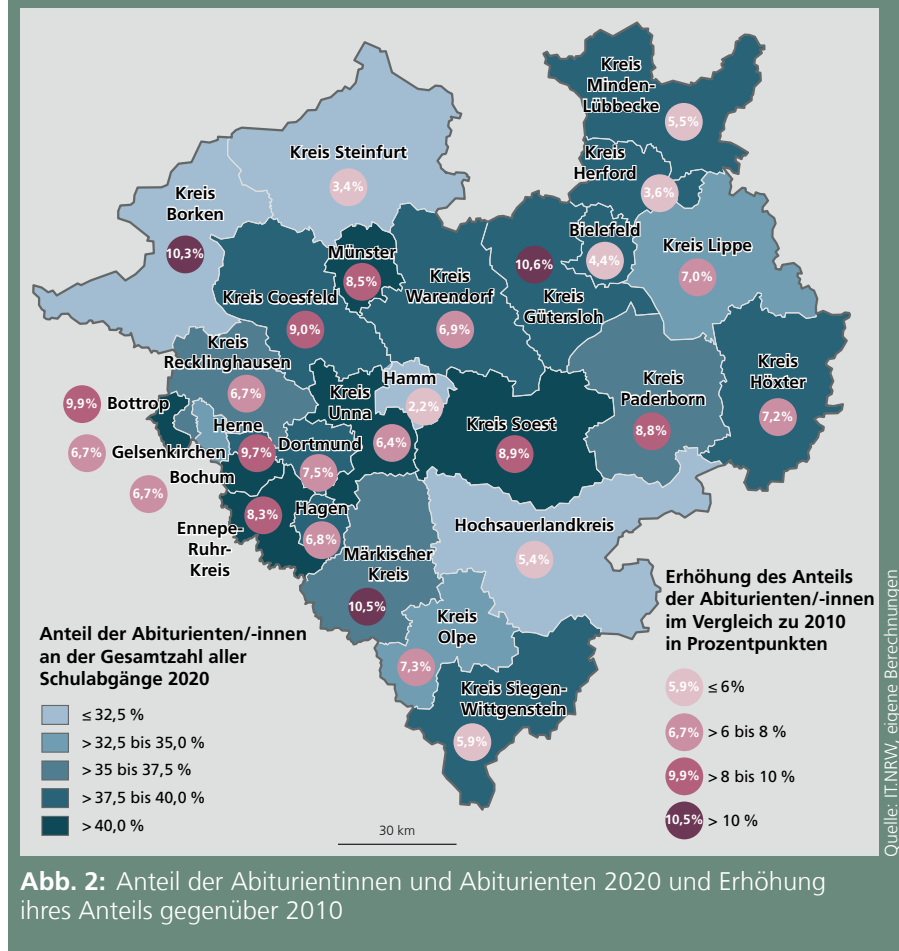 Kreis
Minden-
Lübbecke
5,5%
Kreis Steinfurt
3,4%
Kreis
Herford
3,6%
Kreis
Borken
10,3%
Münster
8,5%
Bielefeld
4,4%
Kreis Lippe
7,0%
10,6%
Kreis
Gütersloh
Kreis
Warendorf
6,9%
Kreis Coesfeld
9,0%
Kreis
Recklinghausen
6,7%
Hamm
2,2%
Kreis
Unna
6,4%
Kreis
Paderborn
8,8%
Kreis
Höxter
7,2%
9,9% Bottrop
Kreis Soest
8,9%
Herne
9,7%
Dortmund
7,5%
6,7% Gelsenkirchen
Bochum
6,7%
8,3%
Hagen
6,8%
Ennepe-
Ruhr-
Kreis
Märkischer
Kreis
10,5%
Hochsauerlandkreis
5,4%
Kreis
Olpe
7,3%
Kreis Siegen-
Wittgenstein
5,9%
Anteil der Abiturienten/-innen
an der Gesamtzahl aller
Schulabgänge 2020
≤ 32,5 %
> 32,5 bis 35,0 %
> 35 bis 37,5 %
> 37,5 bis 40,0 %
> 40,0 %
30 km
Erhöhung des Anteils
der Abiturienten/-innen
im Vergleich zu 2010
in Prozentpunkten
5,9% ≤ 6%
6,7% > 6 bis 8 %
9,9% > 8 bis 10 %
10,5% > 10 %
Quelle: IT.NRW, eigene Berechnungen
Abb. 2: Anteil der Abiturientinnen und Abiturienten 2020 und Erhöhung
ihres Anteils gegenüber 2010